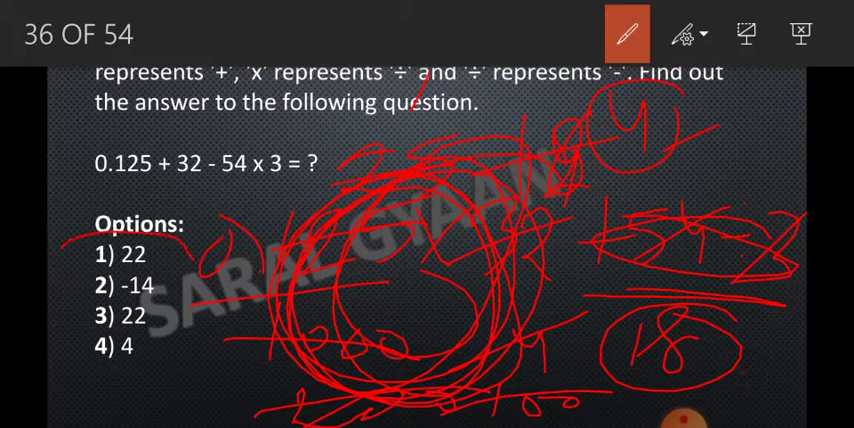 36 OF 54
represents '+', 'x' represents '÷' and '÷' represents '-'. Find out
the answer to the following question.
0.125 + 32 - 54 x 3 = ?
Options:
1) 22
2) -14
3) 22
4) 4
SARAL GYAAN
4
18